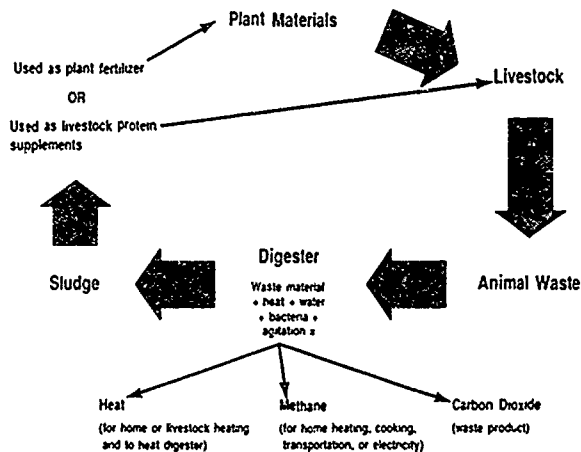 Plant Materials
Used as plant fertilizer
OR
Used as livestock protein
supplements
Livestock
Sludge
Digester
Waste material
+ heat + water
+ bacteria +
agitation =
Animal Waste
Heat
(for home or livestock heating
and to heat digester)
Methane
(for home heating, cooking,
transportation, or electricity)
Carbon Dioxide
(waste product)